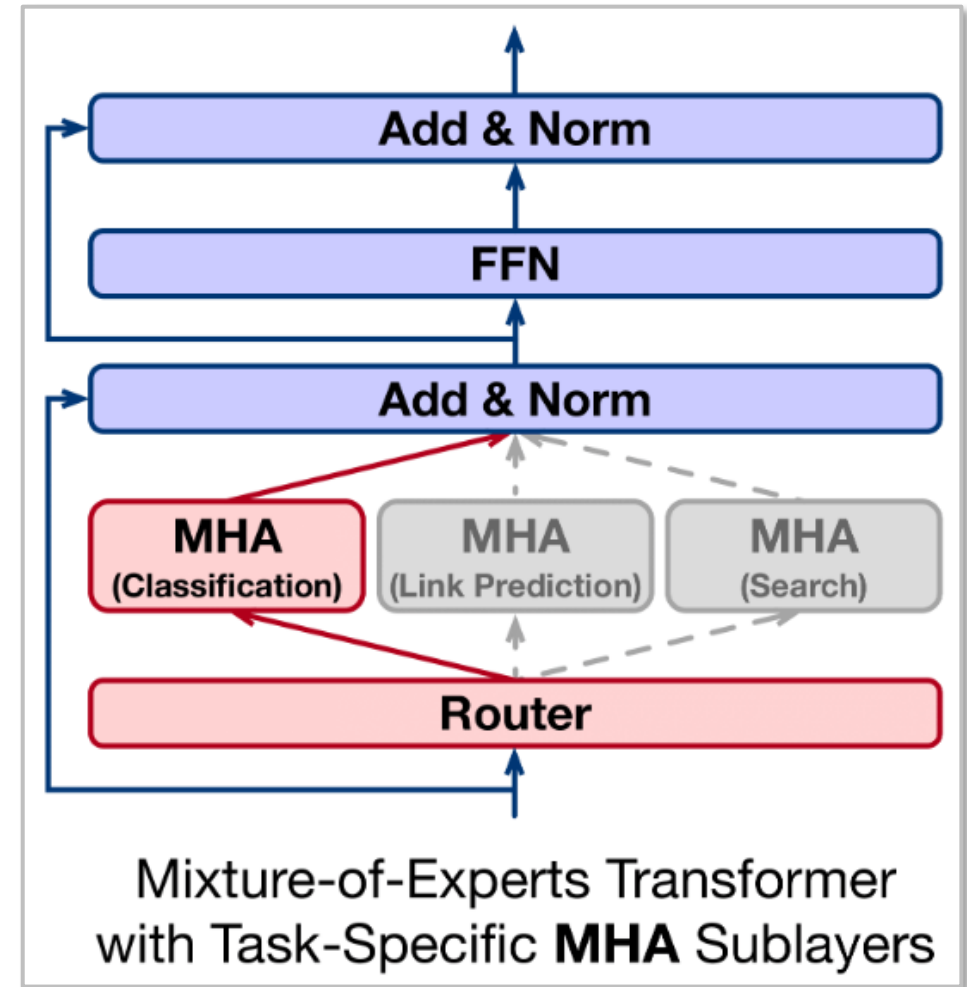 Add & Norm
FFN
Add & Norm
MHA MHA MHA
(Classification) (Link Prediction) (Search)
Router
Mixture-of-Experts Transformer
with Task-Specific MHA Sublayers